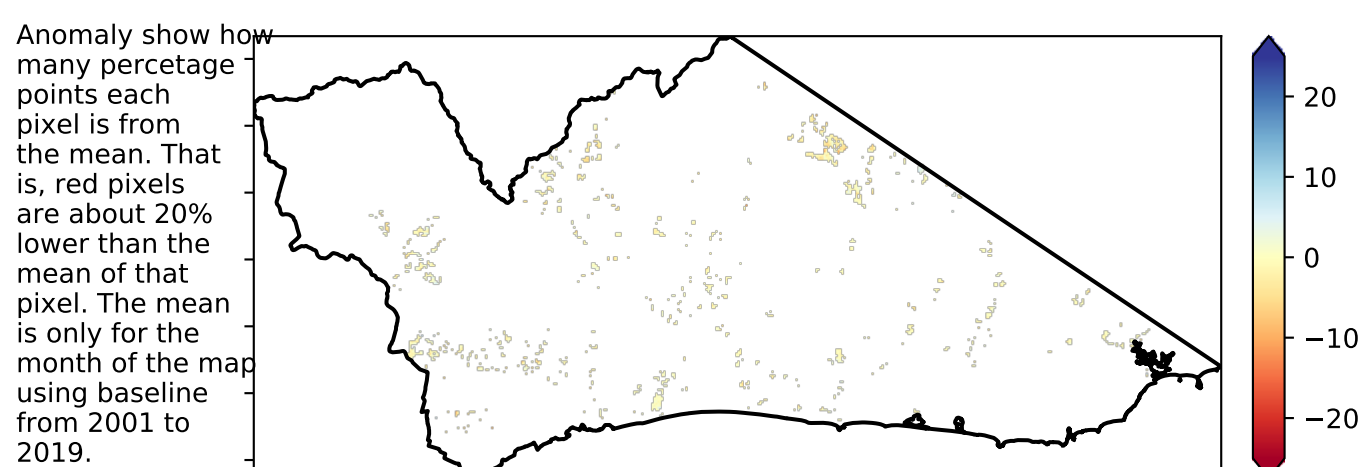 Anomaly show how
many percetage
points each
pixel is from
the mean. That
is, red pixels
are about 20%
lower than the
mean of that
pixel. The mean
is only for the
month of the map
using baseline
from 2001 to
2019.
20
10
0
−10
−20